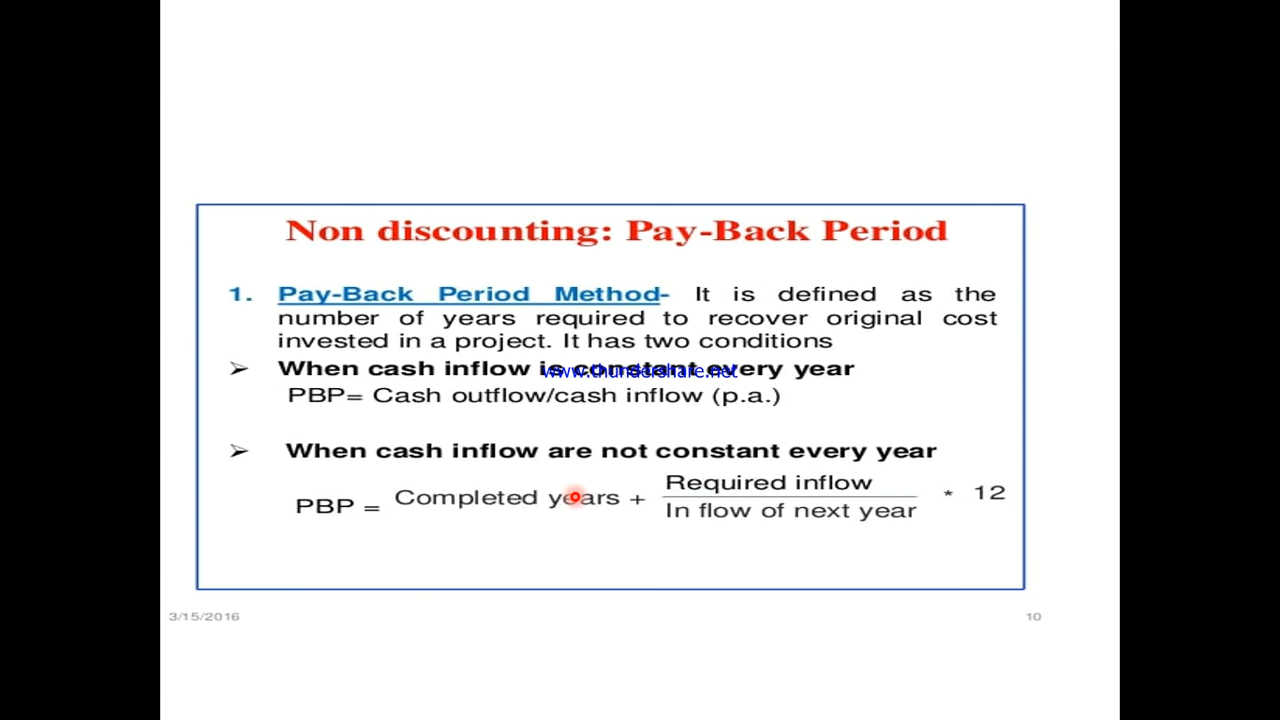 Non discounting: Pay-Back Period
1. Pay-Back Period Method- It is defined as the
number of years required to recover original cost
invested in a project. It has two conditions
➢ When cash inflow is constant every year
www.thundershare.net
PBP= Cash outflow/cash inflow (p.a.)
➢ When cash inflow are not constant every year
PBP = Completed years + Required inflow / In flow of next year * 12
3/15/2016
10